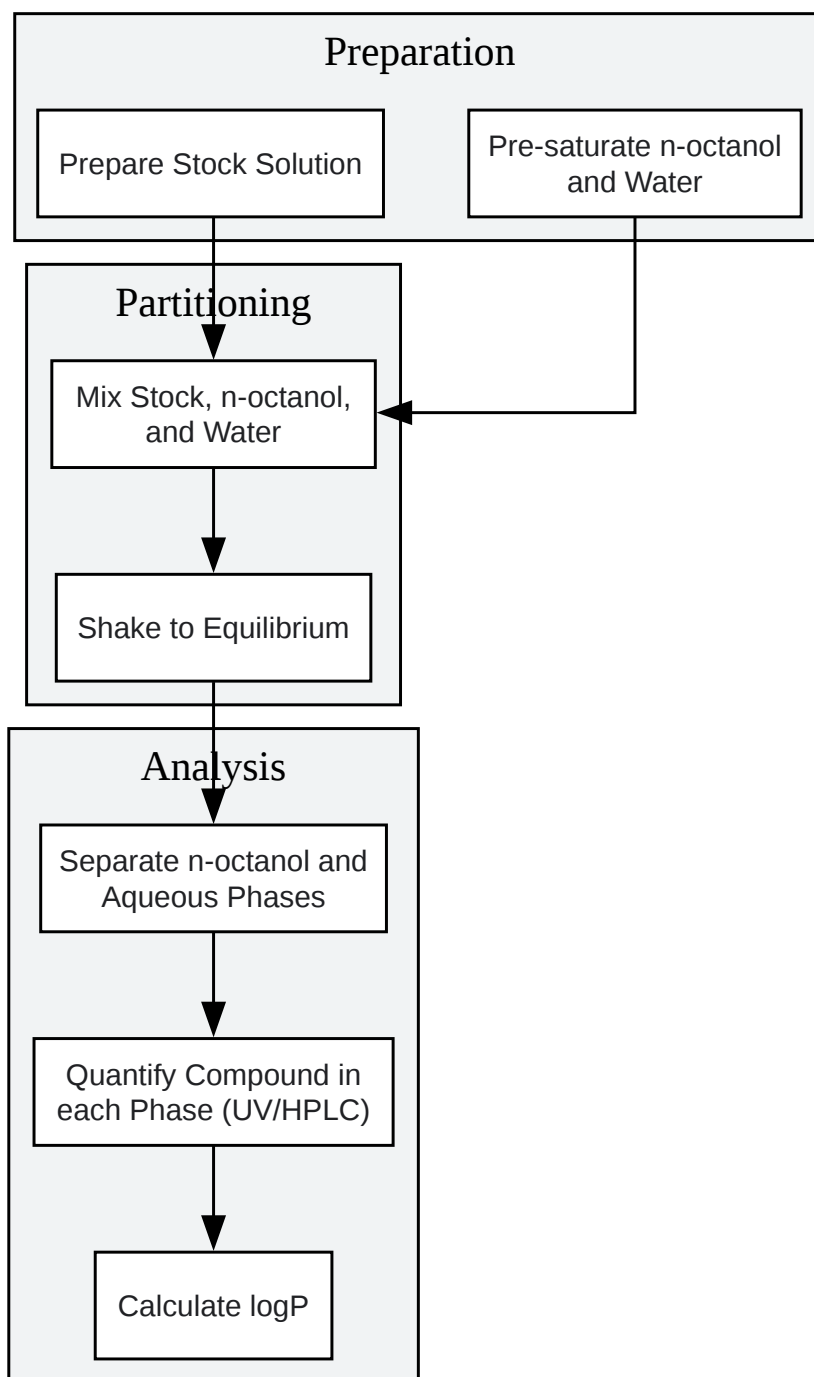 Preparation
Prepare Stock Solution
Pre-saturate n-octanol
and Water
Partitioning
Mix Stock, n-octanol,
and Water
Shake to Equilibrium
Analysis
Separate n-octanol and
Aqueous Phases
Quantify Compound in
each Phase (UV/HPLC)
Calculate logP